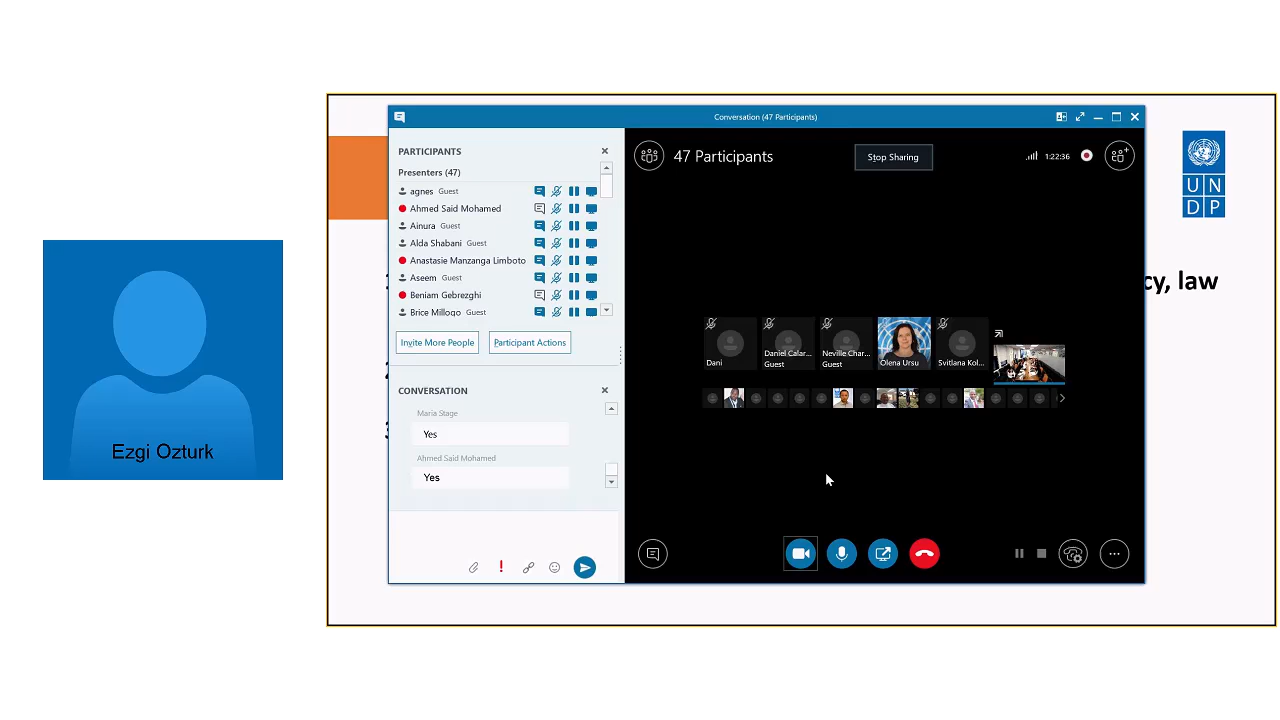 Conversation (47 Participants)
PARTICIPANTS
Presenters (47)
agnes Guest
Ahmed Said Mohamed
Ainura Guest
Alda Shabani Guest
Anastasie Manzanga Limboto
Aseem Guest
Beniam Gebrezghi
Brice Millogo Guest
Invite More People
Participant Actions
CONVERSATION
Maria Stage
Yes
Ahmed Said Mohamed
Yes
47 Participants
Stop Sharing
1:22:36
Dani
Daniel Calar...
Guest
Neville Char...
Guest
Olena Ursu
Svitlana Kol...
U N
D P
cy, law
Ezgi Ozturk